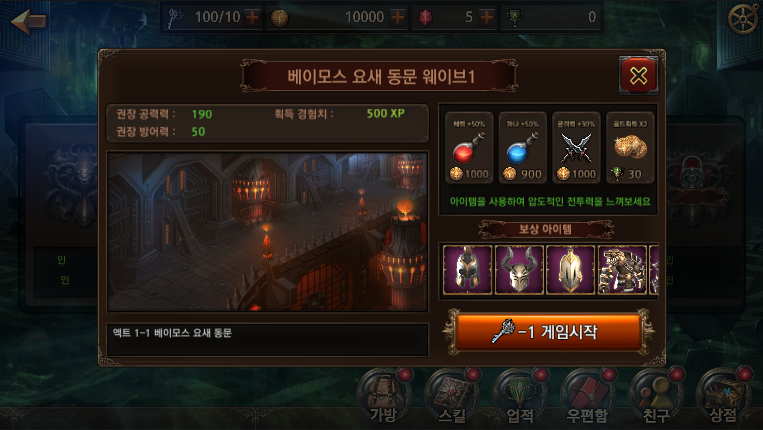 100/10
10000
5
0
베이모스 요새 동문 웨이브1
권장 공력력 : 190
획득 경험치 : 500 XP
권장 방어력 : 50
체력 +50%
마나 +50%
공격력 +30%
골드획득 X2
1000
900
1000
30
아이템을 사용하여 압도적인 전투력을 느껴보세요
보상 아이템
엑트 1-1 베이모스 요새 동문
-1 게임시작
인
인
가방
스킬
업적
우편함
친구
상점